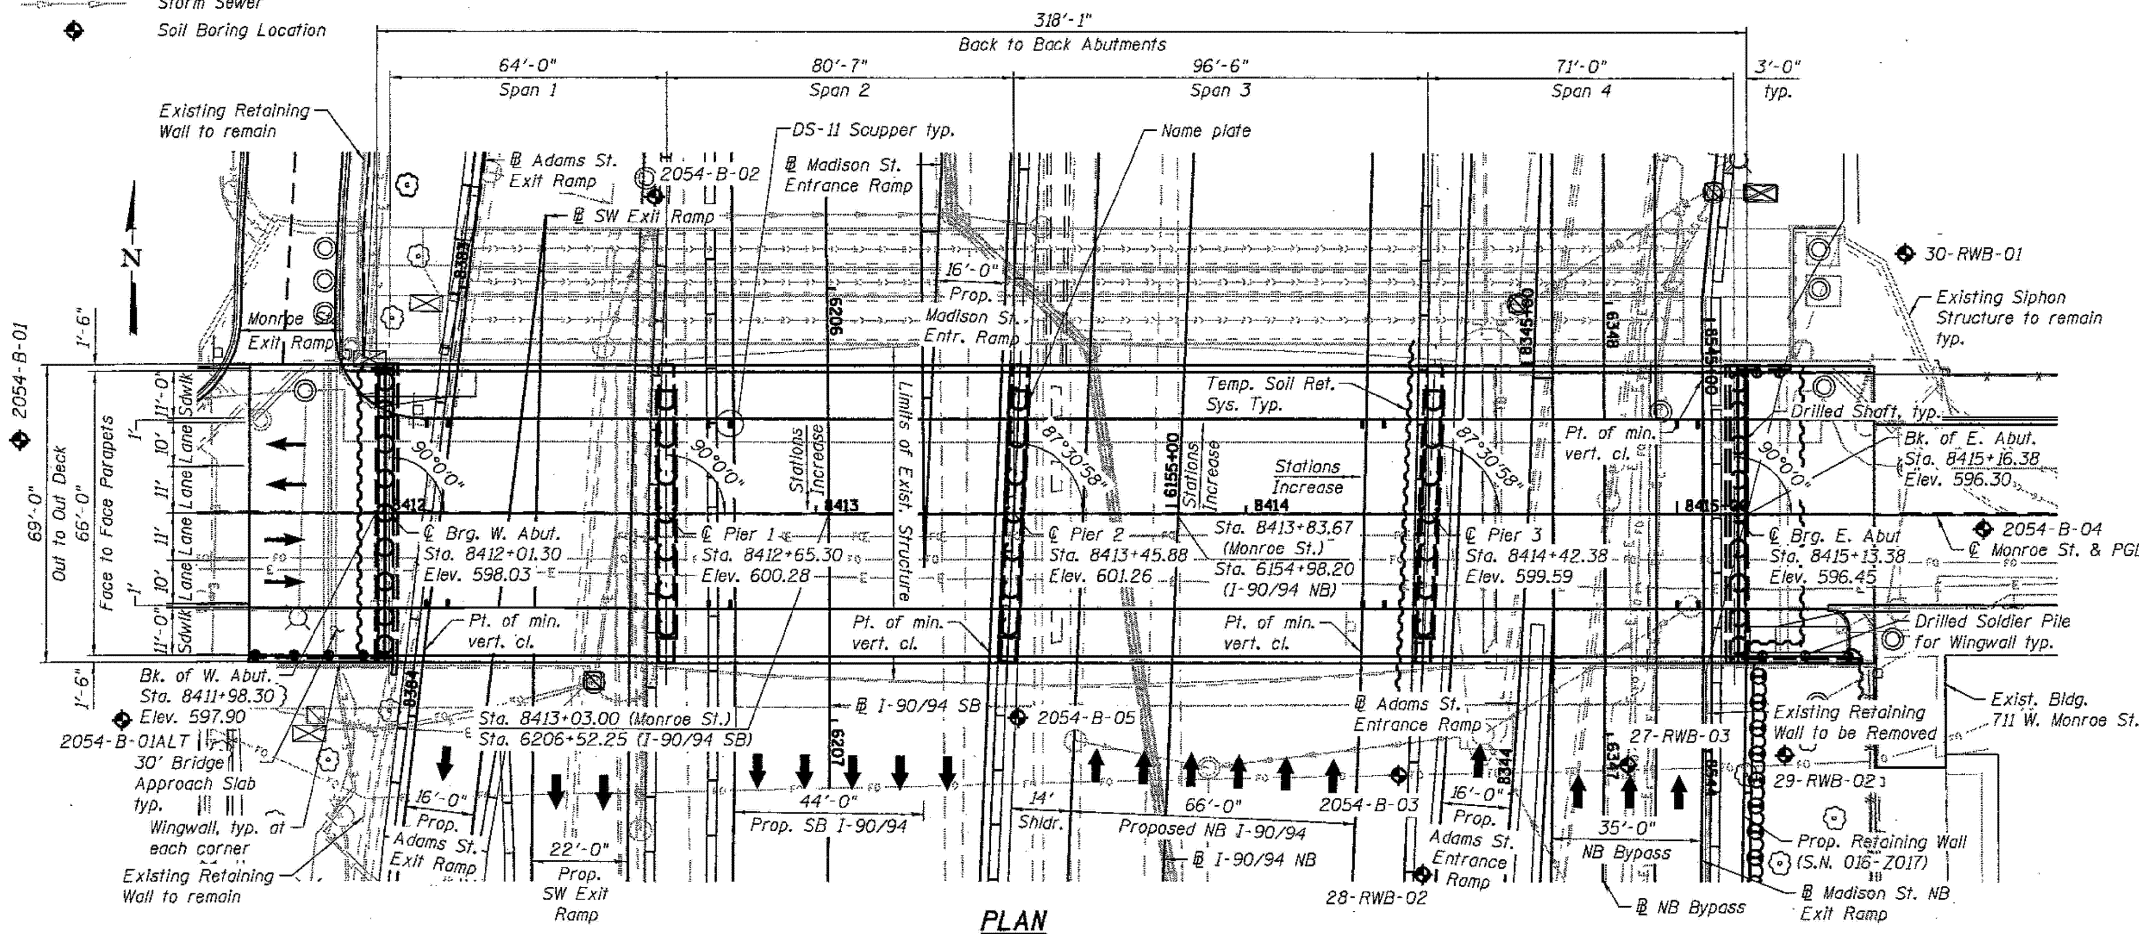 Storm Sewer
Soil Boring Location
318'-1"
Back to Back Abutments
64'-0"
Span 1
80'-7"
Span 2
96'-6"
Span 3
71'-0"
Span 4
3'-0"
typ.
Existing Retaining
Wall to remain
DS-11 Scupper typ.
Name plate
℄ Adams St.
Exit Ramp
2054-B-02
℄ Madison St.
Entrance Ramp
℄ SW Exit Ramp
N
8383
6206
16'-0"
Prop.
Madison St.
Entr. Ramp
8345+00
6348
8545+00
30-RWB-01
Existing Siphon
Structure to remain
typ.
Monroe St.
Exit Ramp
2054-B-01
1'-6"
69'-0"
Out to Out Deck
66'-0"
Face to Face Parapets
11'-0"
Sdwlk
1'
10'
Lane
11'
Lane
11'
Lane
10'
Lane
1'
11'-0"
Sdwlk
1'-6"
Limits of Exist. Structure
Temp. Soil Ret.
Sys. Typ.
Drilled Shaft, typ.
Pt. of min.
vert. cl.
Bk. of E. Abut.
Sta. 8415+16.38
Elev. 596.30
90°0'0"
90°0'0"
87°30'58"
87°30'58"
90°0'0"
Stations
Increase
6155+00
Stations
Increase
Stations
Increase
8412
8413
8414
8415+00
℄ Brg. W. Abut.
Sta. 8412+01.30
Elev. 598.03
℄ Pier 1
Sta. 8412+65.30
Elev. 600.28
℄ Pier 2
Sta. 8413+45.88
Elev. 601.26
Sta. 8413+83.67
(Monroe St.)
Sta. 6154+98.20
(I-90/94 NB)
℄ Pier 3
Sta. 8414+42.38
Elev. 599.59
℄ Brg. E. Abut
Sta. 8415+13.38
Elev. 596.45
2054-B-04
℄ Monroe St. & PGL
Pt. of min.
vert. cl.
Pt. of min.
vert. cl.
Pt. of min.
vert. cl.
Drilled Soldier Pile
for Wingwall typ.
Bk. of W. Abut.
Sta. 8411+98.30
Elev. 597.90
2054-B-01ALT
30' Bridge
Approach Slab
typ.
Wingwall, typ. at
each corner
Existing Retaining
Wall to remain
8384
Sta. 8413+03.00 (Monroe St.)
Sta. 6206+52.25 (I-90/94 SB)
℄ I-90/94 SB
6207
2054-B-05
℄ Adams St.
Entrance Ramp
8344
6347
27-RWB-03
8544
Existing Retaining
Wall to be Removed
Exist. Bldg.
711 W. Monroe St.
29-RWB-02
16'-0"
Prop.
Adams St.
Exit Ramp
22'-0"
Prop.
SW Exit
Ramp
44'-0"
Prop. SB I-90/94
14'
Shldr.
66'-0"
Proposed NB I-90/94
℄ I-90/94 NB
2054-B-03
16'-0"
Prop.
Adams St.
Entrance
Ramp
28-RWB-02
35'-0"
NB Bypass
℄ NB Bypass
Prop. Retaining Wall
(S.N. 016-Z017)
℄ Madison St. NB
Exit Ramp
PLAN